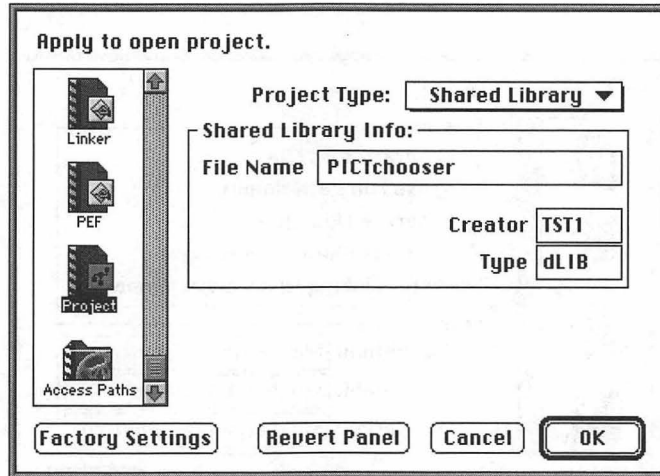 Apply to open project.
Linker
PEF
Project
Access Paths
Project Type: Shared Library
Shared Library Info:
File Name PICTchooser
Creator TST1
Type dLIB
Factory Settings
Revert Panel
Cancel
OK